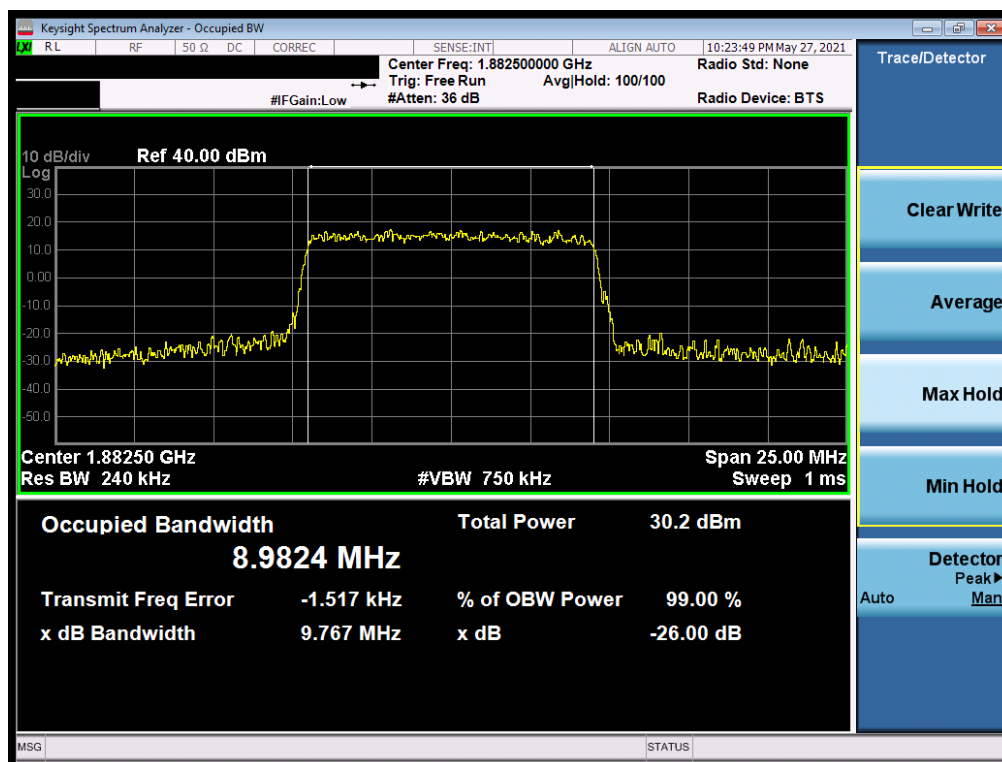 Keysight Spectrum Analyzer - Occupied BW
LXI RL RF 50 Ω DC CORREC SENSE:INT ALIGN AUTO 10:23:49 PM May 27, 2021
Center Freq: 1.882500000 GHz Radio Std: None
Trig: Free Run Avg|Hold: 100/100
#IFGain:Low #Atten: 36 dB Radio Device: BTS
10 dB/div Ref 40.00 dBm
Log
30.0
20.0
10.0
0.00
-10.0
-20.0
-30.0
-40.0
-50.0
Center 1.88250 GHz Span 25.00 MHz
Res BW 240 kHz #VBW 750 kHz Sweep 1 ms
Occupied Bandwidth Total Power 30.2 dBm
8.9824 MHz
Transmit Freq Error -1.517 kHz % of OBW Power 99.00 %
x dB Bandwidth 9.767 MHz x dB -26.00 dB
MSG STATUS
Trace/Detector
Clear Write
Average
Max Hold
Min Hold
Detector
Peak▶
Auto Man